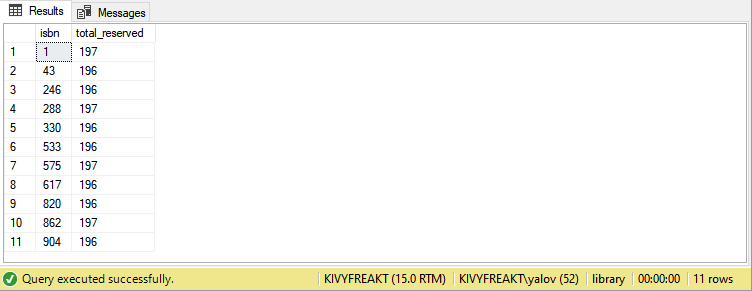 Results Messages
isbn total_reserved
1 1 197
2 43 196
3 246 196
4 288 197
5 330 196
6 533 196
7 575 197
8 617 196
9 820 196
10 862 197
11 904 196
Query executed successfully. KIVYFREAKT (15.0 RTM) KIVYFREAKT\yalov (52) library 00:00:00 11 rows